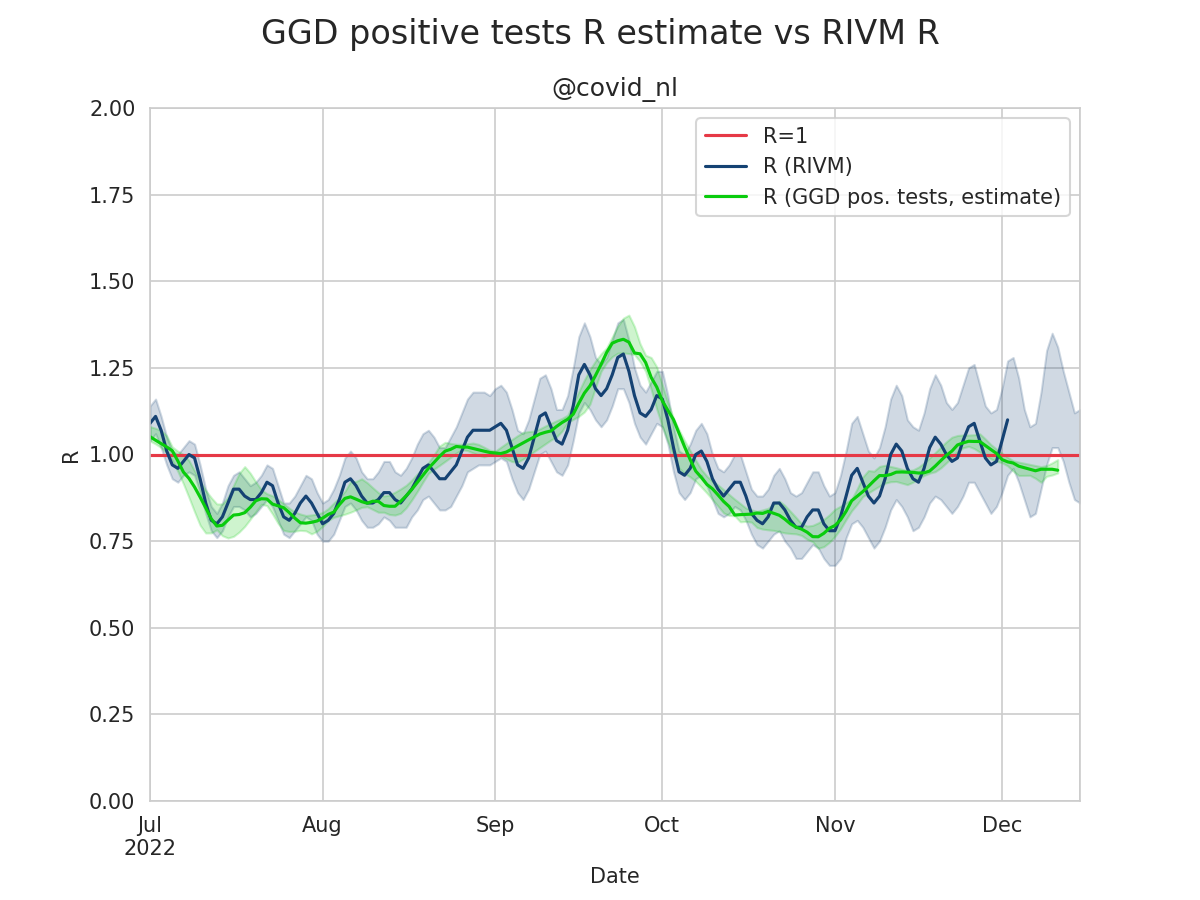 GGD positive tests R estimate vs RIVM R
@covid_nl
R=1
R (RIVM)
R (GGD pos. tests, estimate)
2.00
1.75
1.50
1.25
1.00
0.75
0.50
0.25
0.00
R
Jul Aug Sep Oct Nov Dec
2022
Date